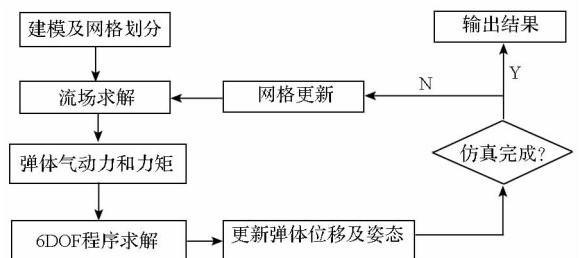 建模及网格划分
输出结果
Y
N
流场求解
网格更新
弹体气动力和力矩
仿真完成?
6DOF程序求解
更新弹体位移及姿态